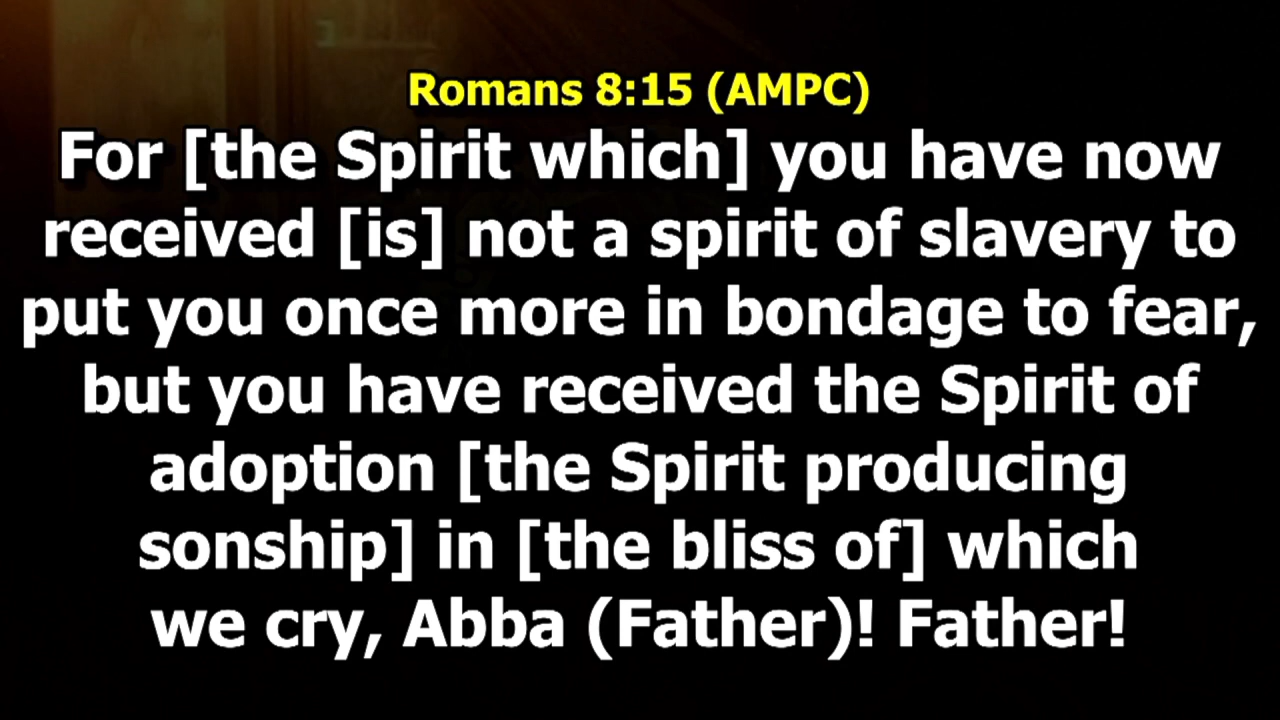 Romans 8:15 (AMPC)
For [the Spirit which] you have now
received [is] not a spirit of slavery to
put you once more in bondage to fear,
but you have received the Spirit of
adoption [the Spirit producing
sonship] in [the bliss of] which
we cry, Abba (Father)! Father!